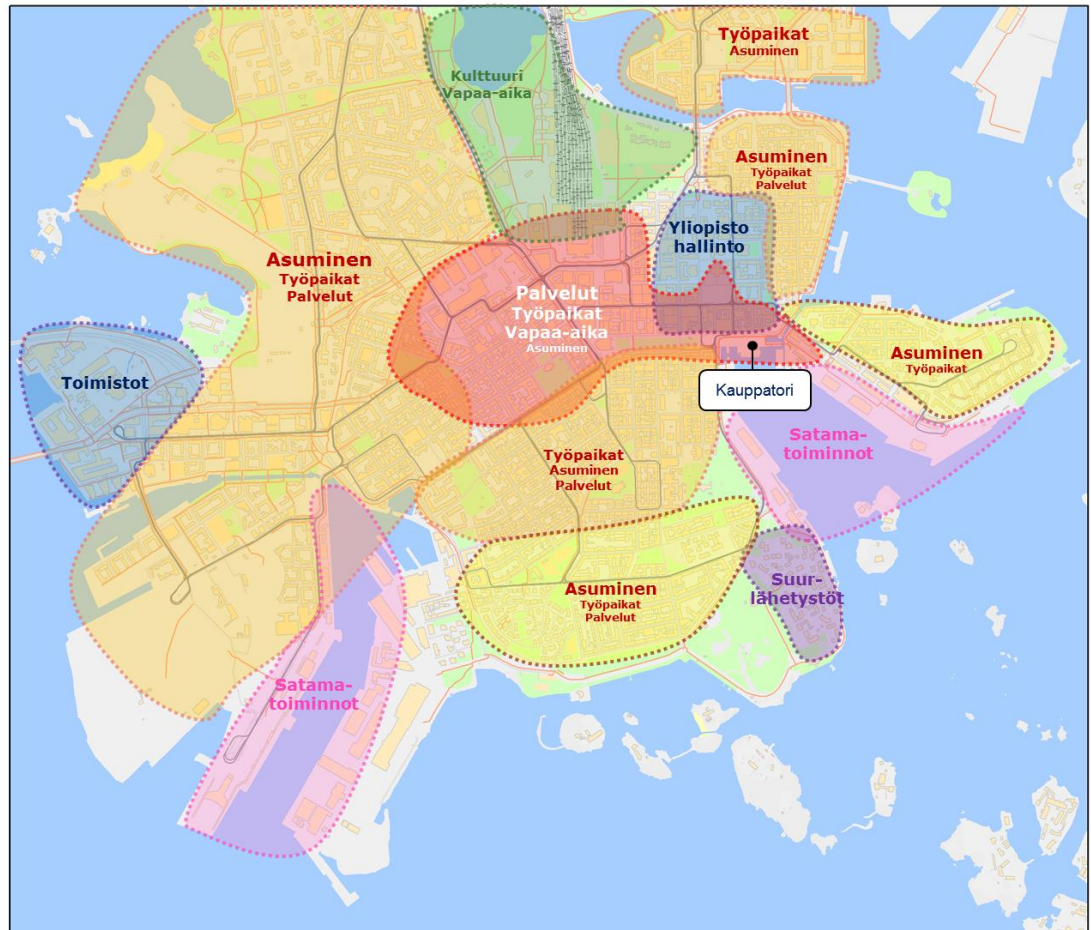 Työpaikat
Asuminen
Kulttuuri
Vapaa-aika
Asuminen
Työpaikat
Palvelut
Yliopisto
hallinto
Asuminen
Työpaikat
Palvelut
Palvelut
Työpaikat
Vapaa-aika
Asuminen
Toimistot
Asuminen
Työpaikat
Kauppatori
Satama-
toiminnot
Työpaikat
Asuminen
Palvelut
Suur-
lähetystöt
Asuminen
Työpaikat
Palvelut
Satama-
toiminnot